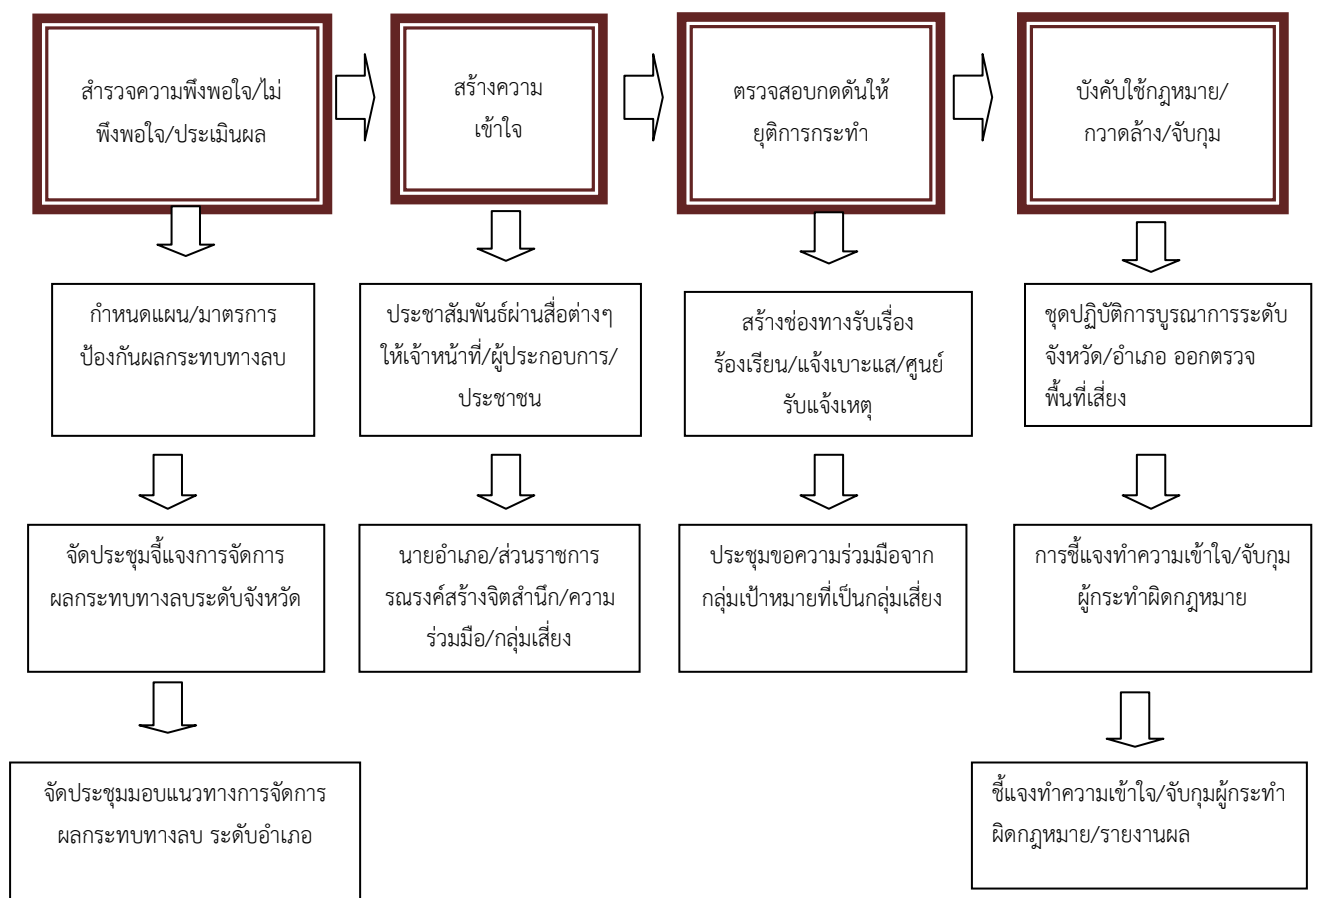 สำรวจความพึงพอใจ/ไม่
พึงพอใจ/ประเมินผล
สร้างความ
เข้าใจ
ตรวจสอบกดดันให้
ยุติการกระทำ
บังคับใช้กฎหมาย/
กวาดล้าง/จับกุม
กำหนดแผน/มาตรการ
ป้องกันผลกระทบทางลบ
ประชาสัมพันธ์ผ่านสื่อต่างๆ
ให้เจ้าหน้าที่/ผู้ประกอบการ/
ประชาชน
สร้างช่องทางรับเรื่อง
ร้องเรียน/แจ้งเบาะแส/ศูนย์
รับแจ้งเหตุ
ชุดปฏิบัติการบูรณาการระดับ
จังหวัด/อำเภอ ออกตรวจ
พื้นที่เสี่ยง
จัดประชุมจี้แจงการจัดการ
ผลกระทบทางลบระดับจังหวัด
นายอำเภอ/ส่วนราชการ
รณรงค์สร้างจิตสำนึก/ความ
ร่วมมือ/กลุ่มเสี่ยง
ประชุมขอความร่วมมือจาก
กลุ่มเป้าหมายที่เป็นกลุ่มเสี่ยง
การชี้แจงทำความเข้าใจ/จับกุม
ผู้กระทำผิดกฎหมาย
จัดประชุมมอบแนวทางการจัดการ
ผลกระทบทางลบ ระดับอำเภอ
ชี้แจงทำความเข้าใจ/จับกุมผู้กระทำ
ผิดกฎหมาย/รายงานผล